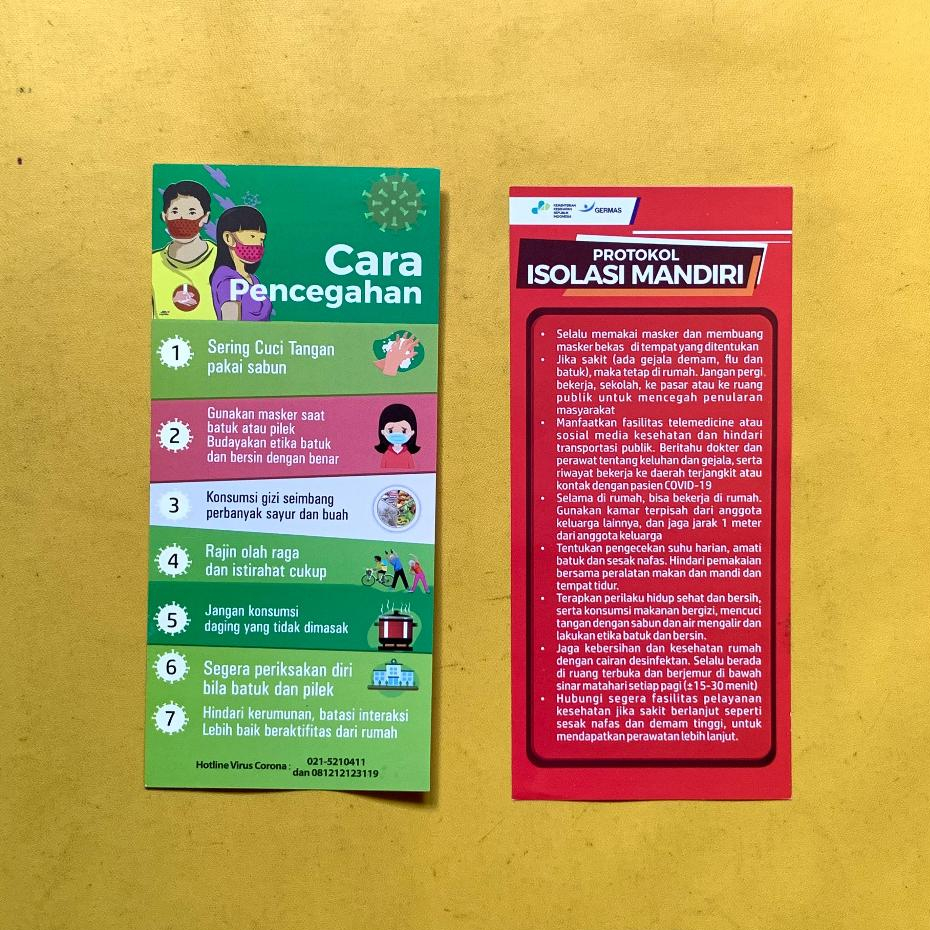 Cara
Pencegahan
1
Sering Cuci Tangan
pakai sabun
2
Gunakan masker saat
batuk atau pilek
Budayakan etika batuk
dan bersin dengan benar
3
Konsumsi gizi seimbang
perbanyak sayur dan buah
4
Rajin olah raga
dan istirahat cukup
5
Jangan konsumsi
daging yang tidak dimasak
6
Segera periksakan diri
bila batuk dan pilek
7
Hindari kerumunan, batasi interaksi
Lebih baik beraktifitas dari rumah
Hotline Virus Corona : 021-5210411
dan 081212123119
KEMENTERIAN
KESEHATAN
REPUBLIK
INDONESIA
GERMAS
PROTOKOL
ISOLASI MANDIRI
• Selalu memakai masker dan membuang
masker bekas di tempat yang ditentukan
• Jika sakit (ada gejala demam, flu dan
batuk), maka tetap di rumah. Jangan pergi
bekerja, sekolah, ke pasar atau ke ruang
publik untuk mencegah penularan
masyarakat
• Manfaatkan fasilitas telemedicine atau
sosial media kesehatan dan hindari
transportasi publik. Beritahu dokter dan
perawat tentang keluhan dan gejala, serta
riwayat bekerja ke daerah terjangkit atau
kontak dengan pasien COVID-19
• Selama di rumah, bisa bekerja di rumah.
Gunakan kamar terpisah dari anggota
keluarga lainnya, dan jaga jarak 1 meter
dari anggota keluarga
• Tentukan pengecekan suhu harian, amati
batuk dan sesak nafas. Hindari pemakaian
bersama peralatan makan dan mandi dan
tempat tidur.
• Terapkan perilaku hidup sehat dan bersih,
serta konsumsi makanan bergizi, mencuci
tangan dengan sabun dan air mengalir dan
lakukan etika batuk dan bersin.
• Jaga kebersihan dan kesehatan rumah
dengan cairan desinfektan. Selalu berada
di ruang terbuka dan berjemur di bawah
sinar matahari setiap pagi (±15-30 menit)
• Hubungi segera fasilitas pelayanan
kesehatan jika sakit berlanjut seperti
sesak nafas dan demam tinggi, untuk
mendapatkan perawatan lebih lanjut.